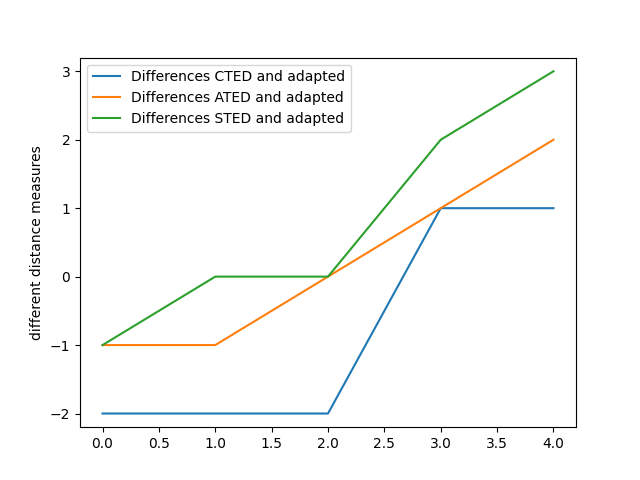 Differences CTED and adapted
Differences ATED and adapted
Differences STED and adapted
different distance measures
3
2
1
0
−1
−2
0.0 0.5 1.0 1.5 2.0 2.5 3.0 3.5 4.0